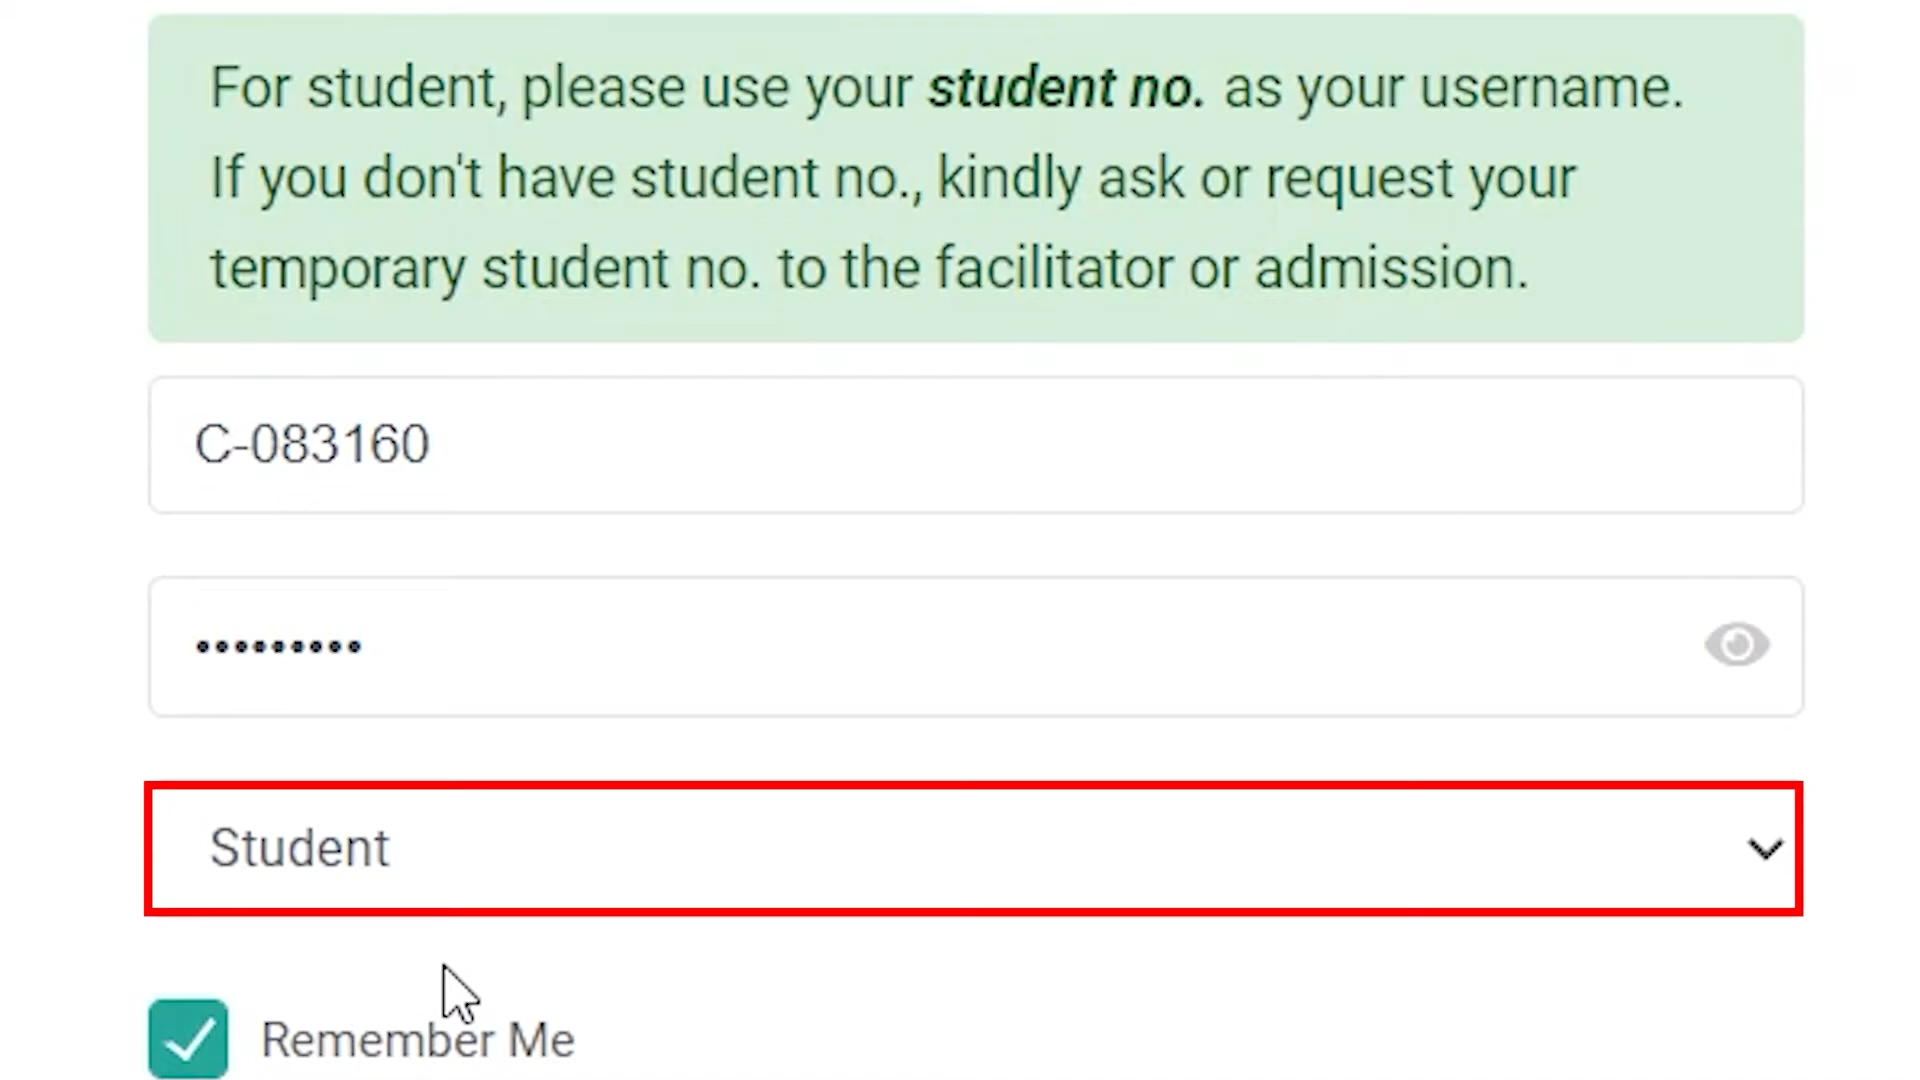 For student, please use your student no. as your username.
If you don't have student no., kindly ask or request your
temporary student no. to the facilitator or admission.
C-083160
•••••••••
Student
Remember Me